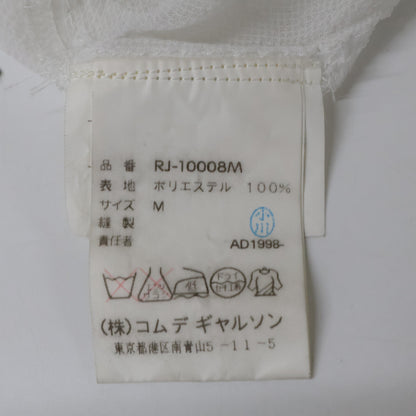 品番 RJ-10008M
表地 ポリエステル 100%
サイズ M
縫製
責任者
小川
AD1998-
(株)コム デ ギャルソン
東京都港区南青山5-11-5